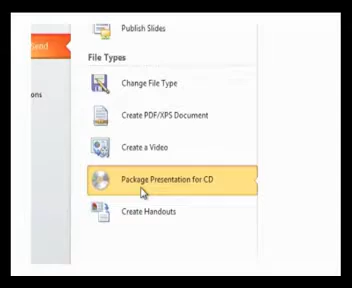 Publish Slides
Send
File Types
Change File Type
ons
Create PDF/XPS Document
Create a Video
Package Presentation for CD
Create Handouts